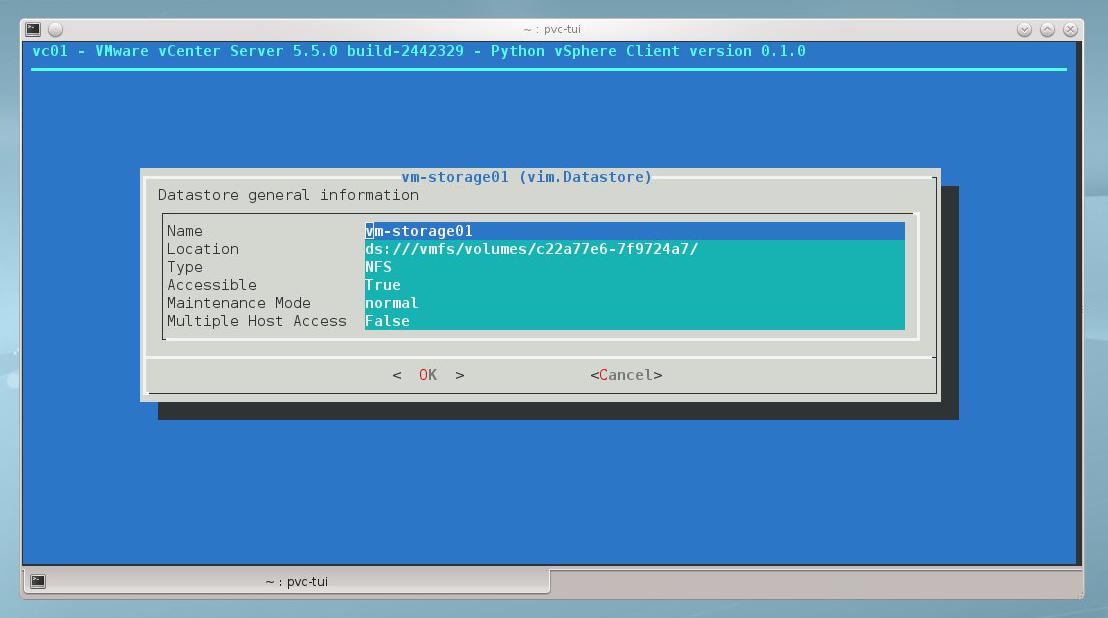 ~ : pvc-tui
vc01 - VMware vCenter Server 5.5.0 build-2442329 - Python vSphere Client version 0.1.0
vm-storage01 (vim.Datastore)
Datastore general information
Name vm-storage01
Location ds:///vmfs/volumes/c22a77e6-7f9724a7/
Type NFS
Accessible True
Maintenance Mode normal
Multiple Host Access False
<  OK  > <Cancel>
~ : pvc-tui